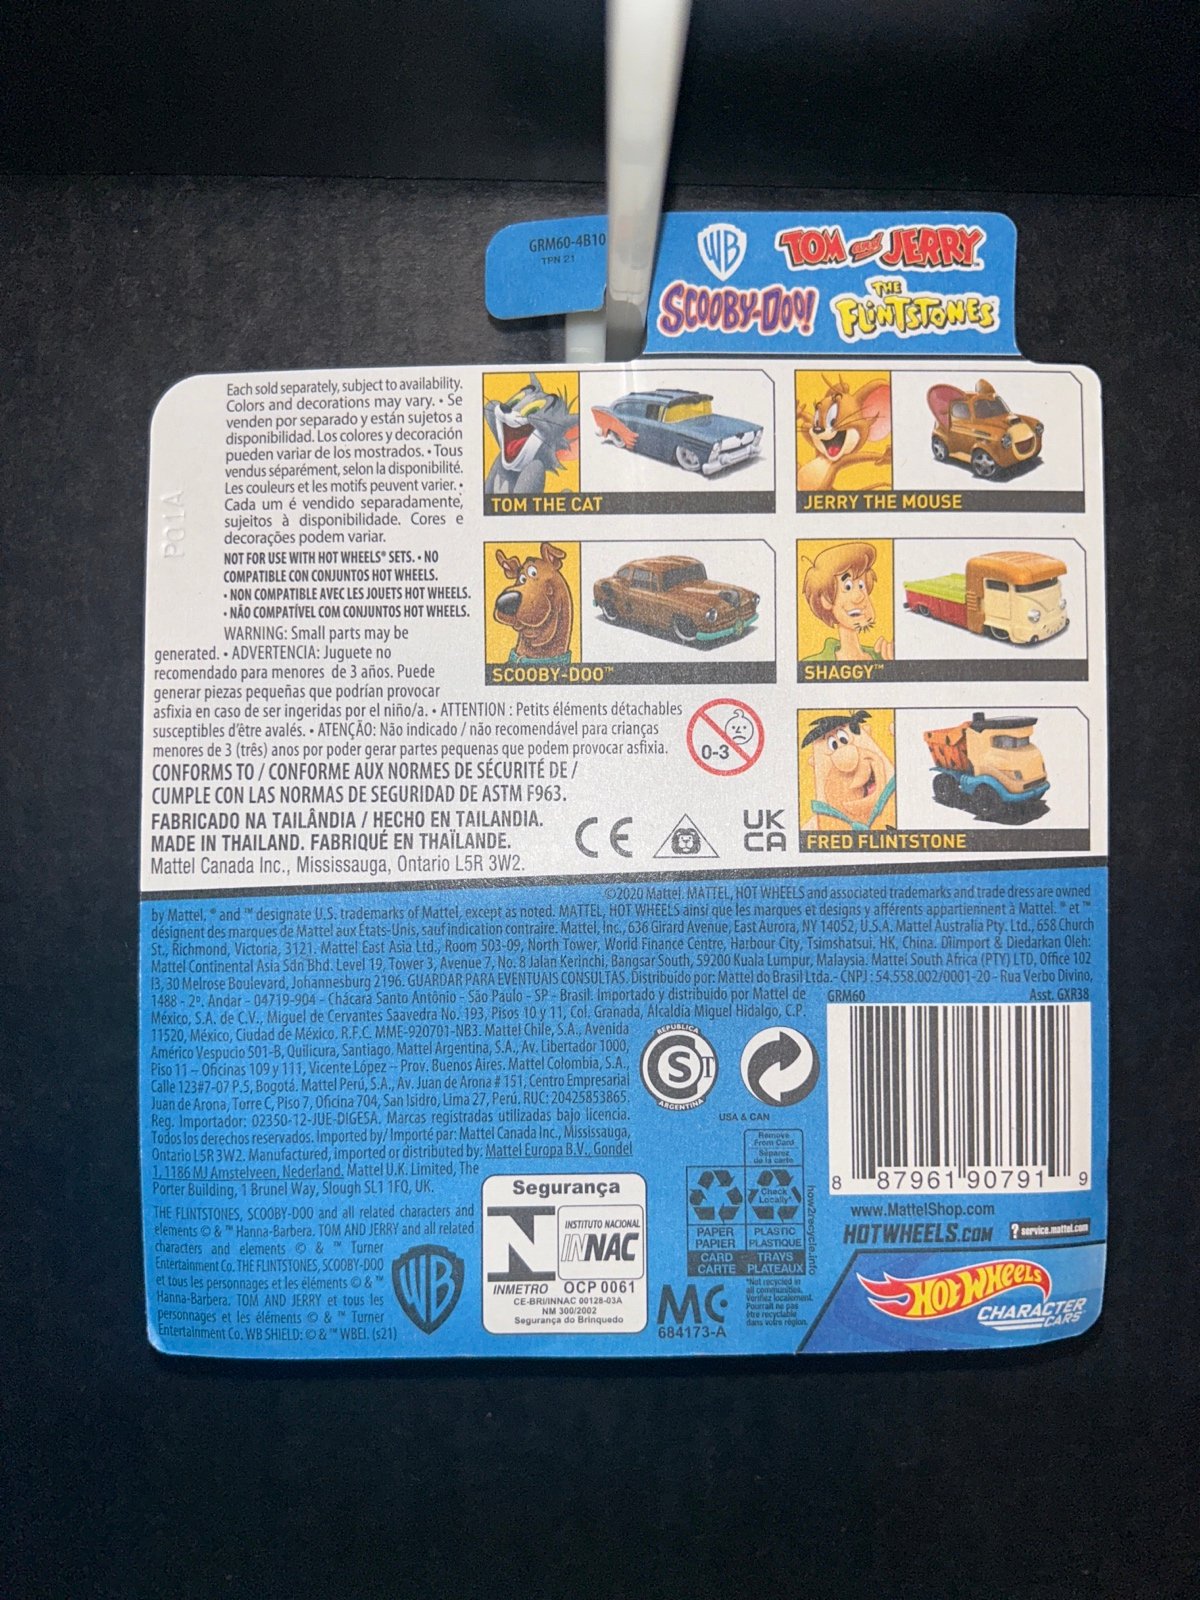 GRM60-4B10
TPN 21
WB
TOM and JERRY™
SCOOBY-DOO!
THE
FLINTSTONES
Each sold separately, subject to availability.
Colors and decorations may vary. • Se
venden por separado y están sujetos a
disponibilidad. Los colores y decoración
pueden variar de los mostrados. • Tous
vendus séparément, selon la disponibilité.
Les couleurs et les motifs peuvent varier. •
Cada um é vendido separadamente,
sujeitos à disponibilidade. Cores e
decorações podem variar.
NOT FOR USE WITH HOT WHEELS® SETS. • NO
COMPATIBLE CON CONJUNTOS HOT WHEELS.
• NON COMPATIBLE AVEC LES JOUETS HOT WHEELS.
• NÃO COMPATÍVEL COM CONJUNTOS HOT WHEELS.
WARNING: Small parts may be
generated. • ADVERTENCIA: Juguete no
recomendado para menores de 3 años. Puede
generar piezas pequeñas que podrían provocar
asfixia en caso de ser ingeridas por el niño/a. • ATTENTION : Petits éléments détachables
susceptibles d'être avalés. • ATENÇÃO: Não indicado / não recomendável para crianças
menores de 3 (três) anos por poder gerar partes pequenas que podem provocar asfixia.
CONFORMS TO / CONFORME AUX NORMES DE SÉCURITÉ DE /
CUMPLE CON LAS NORMAS DE SEGURIDAD DE ASTM F963.
FABRICADO NA TAILÂNDIA / HECHO EN TAILANDIA.
MADE IN THAILAND. FABRIQUÉ EN THAÏLANDE.
Mattel Canada Inc., Mississauga, Ontario L5R 3W2.
P01A
TOM THE CAT
JERRY THE MOUSE
SCOOBY-DOO™
SHAGGY™
FRED FLINTSTONE
0-3
CE
UK
CA
©2020 Mattel. MATTEL, HOT WHEELS and associated trademarks and trade dress are owned
by Mattel. ® and ™ designate U.S. trademarks of Mattel, except as noted. MATTEL, HOT WHEELS ainsi que les marques et designs y afférents appartiennent à Mattel. ® et ™
désignent des marques de Mattel aux États-Unis, sauf indication contraire. Mattel, Inc., 636 Girard Avenue, East Aurora, NY 14052, U.S.A. Mattel Australia Pty. Ltd., 658 Church
St., Richmond, Victoria, 3121. Mattel East Asia Ltd., Room 503-09, North Tower, World Finance Centre, Harbour City, Tsimshatsui, HK, China. Diimport & Diedarkan Oleh:
Mattel Continental Asia Sdn Bhd. Level 19, Tower 3, Avenue 7, No. 8 Jalan Kerinchi, Bangsar South, 59200 Kuala Lumpur, Malaysia. Mattel South Africa (PTY) LTD, Office 102
I3, 30 Melrose Boulevard, Johannesburg 2196. GUARDAR PARA EVENTUAIS CONSULTAS. Distribuido por: Mattel do Brasil Ltda.- CNPJ : 54.558.002/0001-20 - Rua Verbo Divino,
1488 - 2º. Andar - 04719-904 - Chácara Santo Antônio - São Paulo - SP - Brasil. Importado y distribuido por Mattel de
México, S.A. de C.V., Miguel de Cervantes Saavedra No. 193, Pisos 10 y 11, Col. Granada, Alcaldía Miguel Hidalgo, C.P.
11520, México, Ciudad de México. R.F.C. MME-920701-NB3. Mattel Chile, S.A., Avenida
Américo Vespucio 501-B, Quilicura, Santiago. Mattel Argentina, S.A., Av. Libertador 1000,
Piso 11 – Oficinas 109 y 111, Vicente López – Prov. Buenos Aires. Mattel Colombia, S.A.,
Calle 123#7-07 P.5, Bogotá. Mattel Perú, S.A., Av. Juan de Arona # 151, Centro Empresarial
Juan de Arona, Torre C, Piso 7, Oficina 704, San Isidro, Lima 27, Perú. RUC: 20425853865.
Reg. Importador: 02350-12-JUE-DIGESA. Marcas registradas utilizadas bajo licencia.
Todos los derechos reservados. Imported by/ Importé par: Mattel Canada Inc., Mississauga,
Ontario L5R 3W2. Manufactured, imported or distributed by: Mattel Europa B.V., Gondel
1, 1186 MJ Amstelveen, Nederland. Mattel U.K. Limited, The
Porter Building, 1 Brunel Way, Slough SL1 1FQ, UK.
THE FLINTSTONES, SCOOBY-DOO and all related characters and
elements © & ™ Hanna-Barbera. TOM AND JERRY and all related
characters and elements © & ™ Turner
Entertainment Co. THE FLINTSTONES, SCOOBY-DOO
et tous les personnages et les éléments © & ™
Hanna-Barbera. TOM AND JERRY et tous les
personnages et les éléments © & ™ Turner
Entertainment Co. WB SHIELD: © & ™ WBEI. (s21)
WB
GRM60
Asst. GXR38
REPUBLICA
S T
ARGENTINA
USA & CAN
Remove
From Card
Séparez
de la carte
Check
Locally*
PAPER
PAPIER
PLASTIC
PLASTIQUE
CARD
CARTE
TRAYS
PLATEAUX
how2recycle.info
*Not recycled in
all communities.
Vérifiez localement.
Pourrait ne pas
être recyclable
dans votre région.
Segurança
N
INMETRO
INSTITUTO NACIONAL
INNAC
OCP 0061
CE-BRI/INNAC 00128-03A
NM 300/2002
Segurança do Brinquedo
MC
684173-A
8 87961 90791 9
www.MattelShop.com
HOTWHEELS.COM
? service.mattel.com
HOT WHEELS
CHARACTER
CARS™